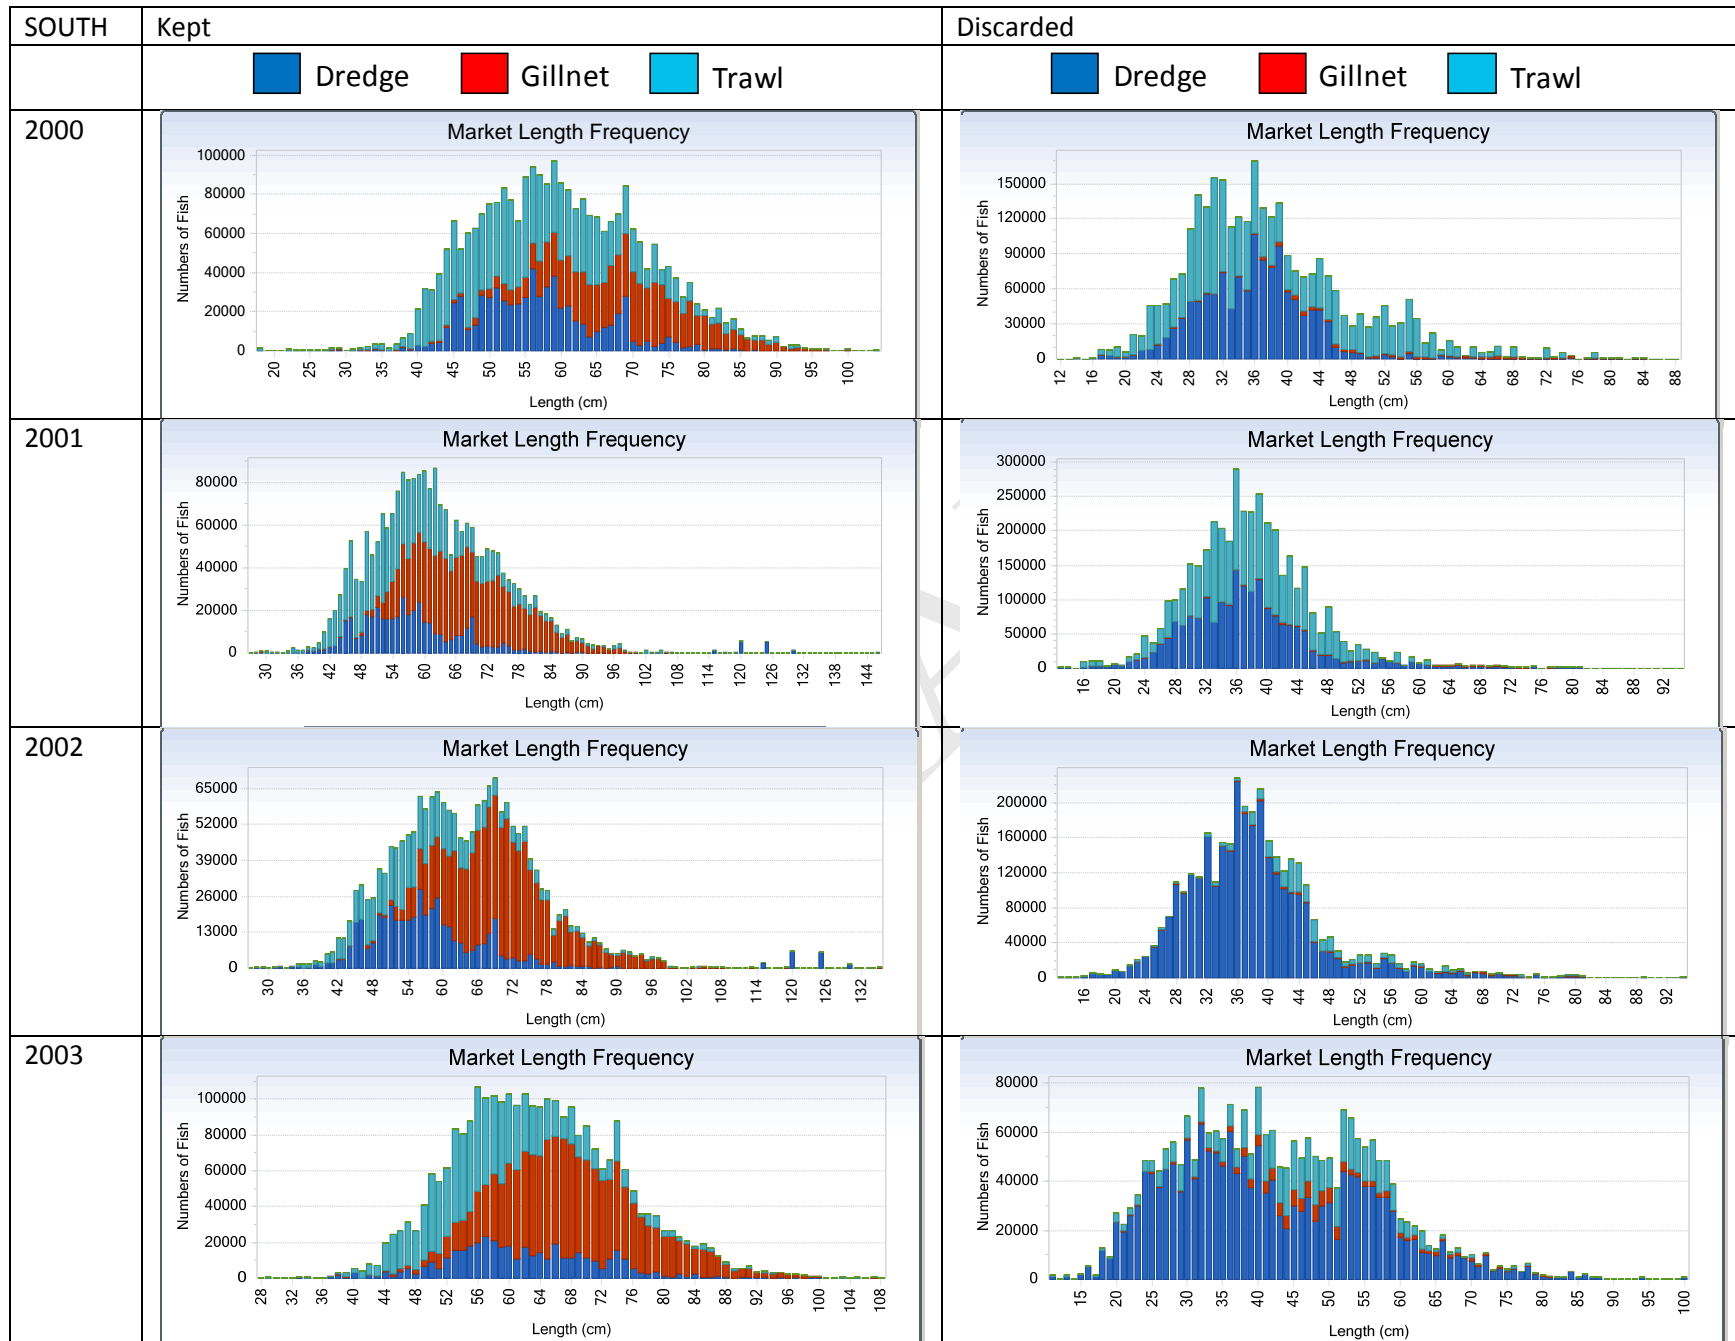 SOUTH Kept Discarded
Dredge Gillnet Trawl Dredge Gillnet Trawl
2000
Market Length Frequency
Numbers of Fish
100000
80000
60000
40000
20000
0
20 25 30 35 40 45 50 55 60 65 70 75 80 85 90 95 100
Length (cm)
Market Length Frequency
Numbers of Fish
150000
120000
90000
60000
30000
0
12 16 20 24 28 32 36 40 44 48 52 56 60 64 68 72 76 80 84 88
Length (cm)
2001
Market Length Frequency
Numbers of Fish
80000
60000
40000
20000
0
30 36 42 48 54 60 66 72 78 84 90 96 102 108 114 120 126 132 138 144
Length (cm)
Market Length Frequency
Numbers of Fish
300000
250000
200000
150000
100000
50000
0
16 20 24 28 32 36 40 44 48 52 56 60 64 68 72 76 80 84 88 92
Length (cm)
2002
Market Length Frequency
Numbers of Fish
65000
52000
39000
26000
13000
0
30 36 42 48 54 60 66 72 78 84 90 96 102 108 114 120 126 132
Length (cm)
Market Length Frequency
Numbers of Fish
200000
160000
120000
80000
40000
0
16 20 24 28 32 36 40 44 48 52 56 60 64 68 72 76 80 84 88 92
Length (cm)
2003
Market Length Frequency
Numbers of Fish
100000
80000
60000
40000
20000
0
28 32 36 40 44 48 52 56 60 64 68 72 76 80 84 88 92 96 100 104 108
Length (cm)
Market Length Frequency
Numbers of Fish
80000
60000
40000
20000
0
15 20 25 30 35 40 45 50 55 60 65 70 75 80 85 90 95 100
Length (cm)